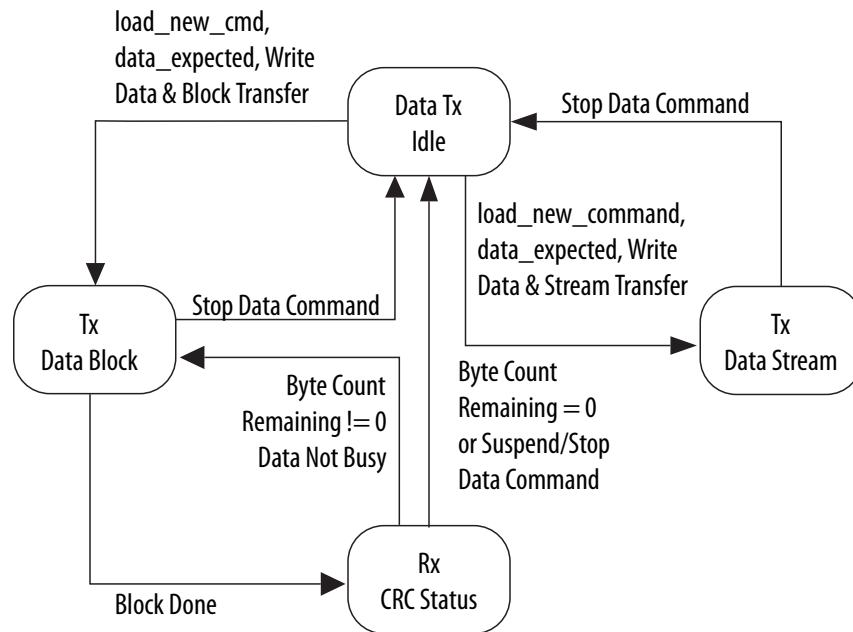 load_new_cmd,
data_expected, Write
Data & Block Transfer
Data Tx
Idle
Stop Data Command
load_new_command,
data_expected, Write
Data & Stream Transfer
Tx
Data Block
Stop Data Command
Tx
Data Stream
Byte Count
Remaining != 0
Data Not Busy
Byte Count
Remaining = 0
or Suspend/Stop
Data Command
Rx
CRC Status
Block Done